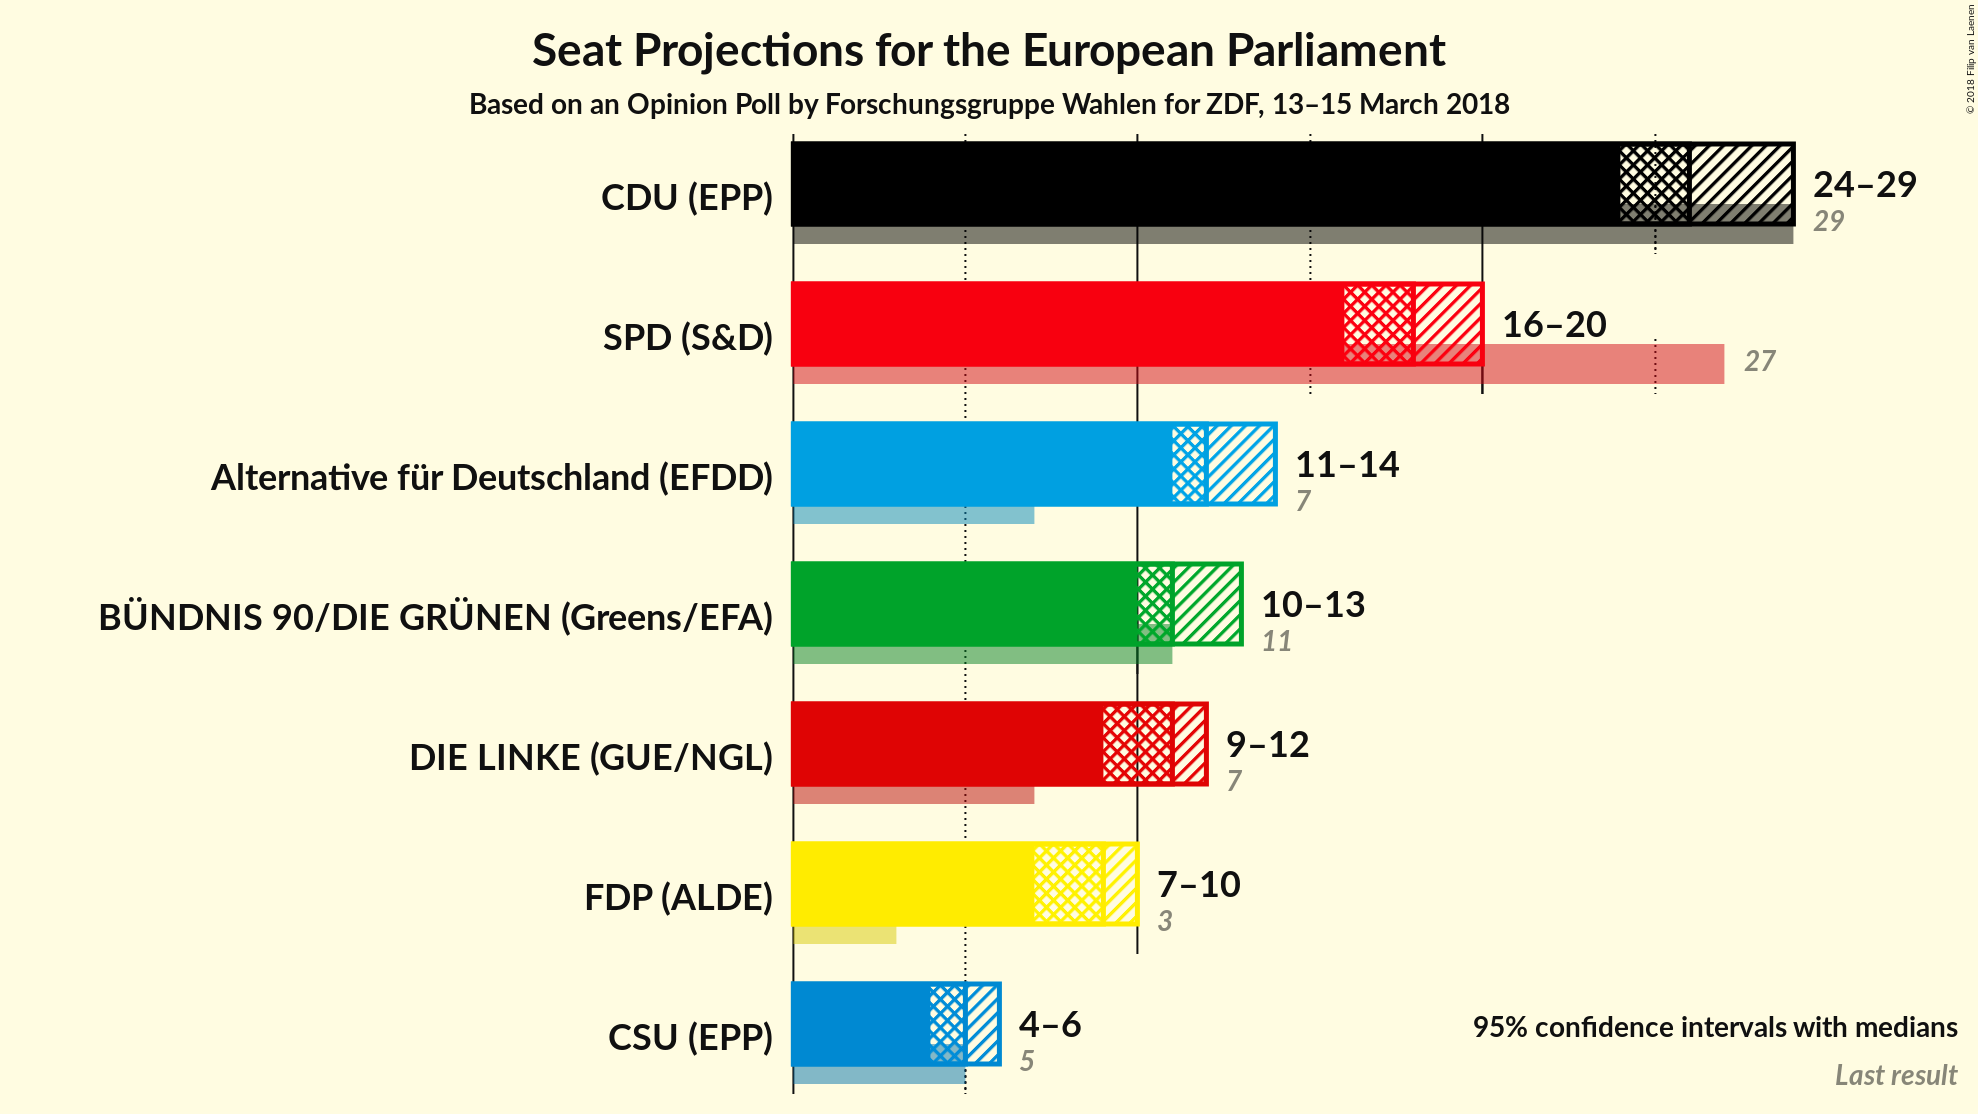 Seat Projections for the European Parliament
Based on an Opinion Poll by Forschungsgruppe Wahlen for ZDF, 13–15 March 2018
© 2018 Filip van Laenen
CDU (EPP)
24–29
29
SPD (S&D)
16–20
27
Alternative für Deutschland (EFDD)
11–14
7
BÜNDNIS 90/DIE GRÜNEN (Greens/EFA)
10–13
11
DIE LINKE (GUE/NGL)
9–12
7
FDP (ALDE)
7–10
3
CSU (EPP)
4–6
5
95% confidence intervals with medians
Last result